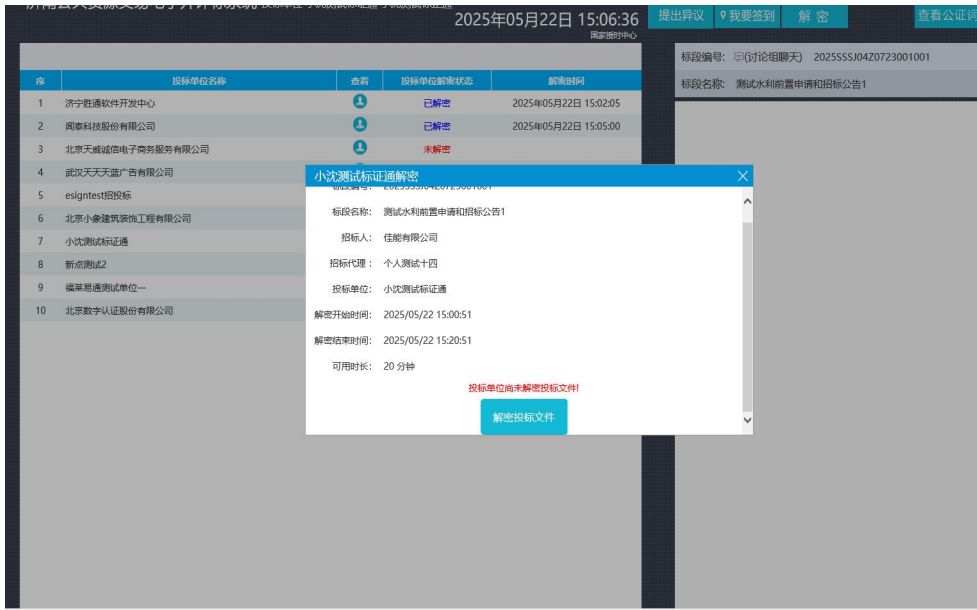 2025年05月22日 15:06:36
国家授时中心
提出异议 我要签到 解 密 查看公证词
标段编号: (讨论组聊天) 2025SSSJ04Z0723001001
标段名称: 测试水利前置申请和招标公告1
序 投标单位名称 查看 投标单位解密状态 解密时间
1 济宁胜通软件开发中心 已解密 2025年05月22日 15:02:05
2 闻泰科技股份有限公司 已解密 2025年05月22日 15:05:00
3 北京天威诚信电子商务服务有限公司 未解密
4 武汉天天天蓝广告有限公司
5 esigntest招投标
6 北京小象建筑装饰工程有限公司
7 小沈测试标证通
8 新点测试2
9 福莱易通测试单位一
10 北京数字认证股份有限公司
小沈测试标证通解密
标段名称: 测试水利前置申请和招标公告1
招标人: 佳能有限公司
招标代理: 个人测试十四
投标单位: 小沈测试标证通
解密开始时间: 2025/05/22 15:00:51
解密结束时间: 2025/05/22 15:20:51
可用时长: 20 分钟
投标单位尚未解密投标文件!
解密投标文件